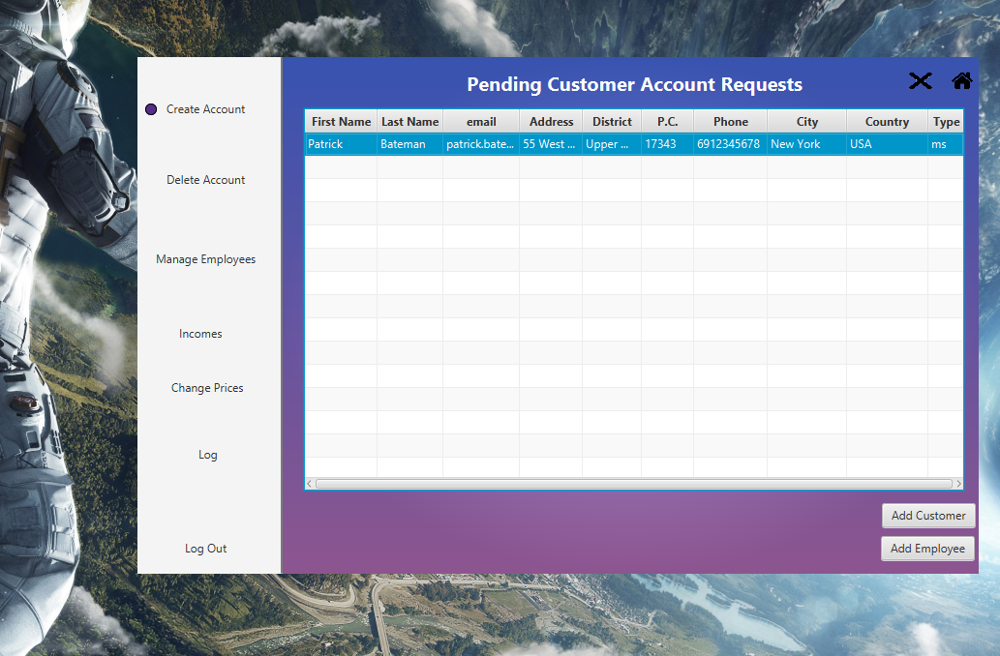 Pending Customer Account Requests
Create Account
Delete Account
Manage Employees
Incomes
Change Prices
Log
Log Out
First Name Last Name email Address District P.C. Phone City Country Type
Patrick Bateman patrick.bate... 55 West ... Upper ... 17343 6912345678 New York USA ms
Add Customer
Add Employee